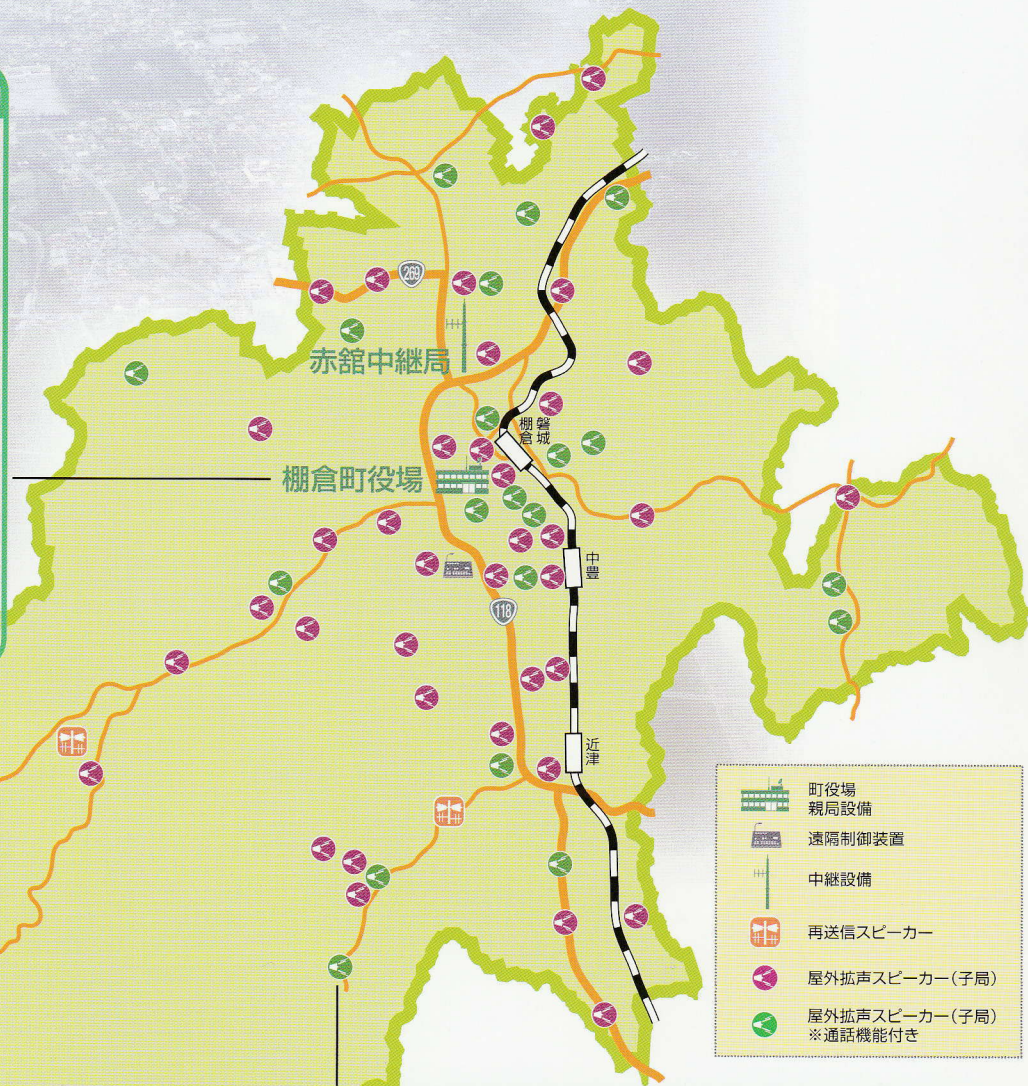 269
赤舘中継局
磐城
棚倉
棚倉町役場
中豊
118
近津
町役場
親局設備
遠隔制御装置
中継設備
再送信スピーカー
屋外拡声スピーカー(子局)
屋外拡声スピーカー(子局)
※通話機能付き